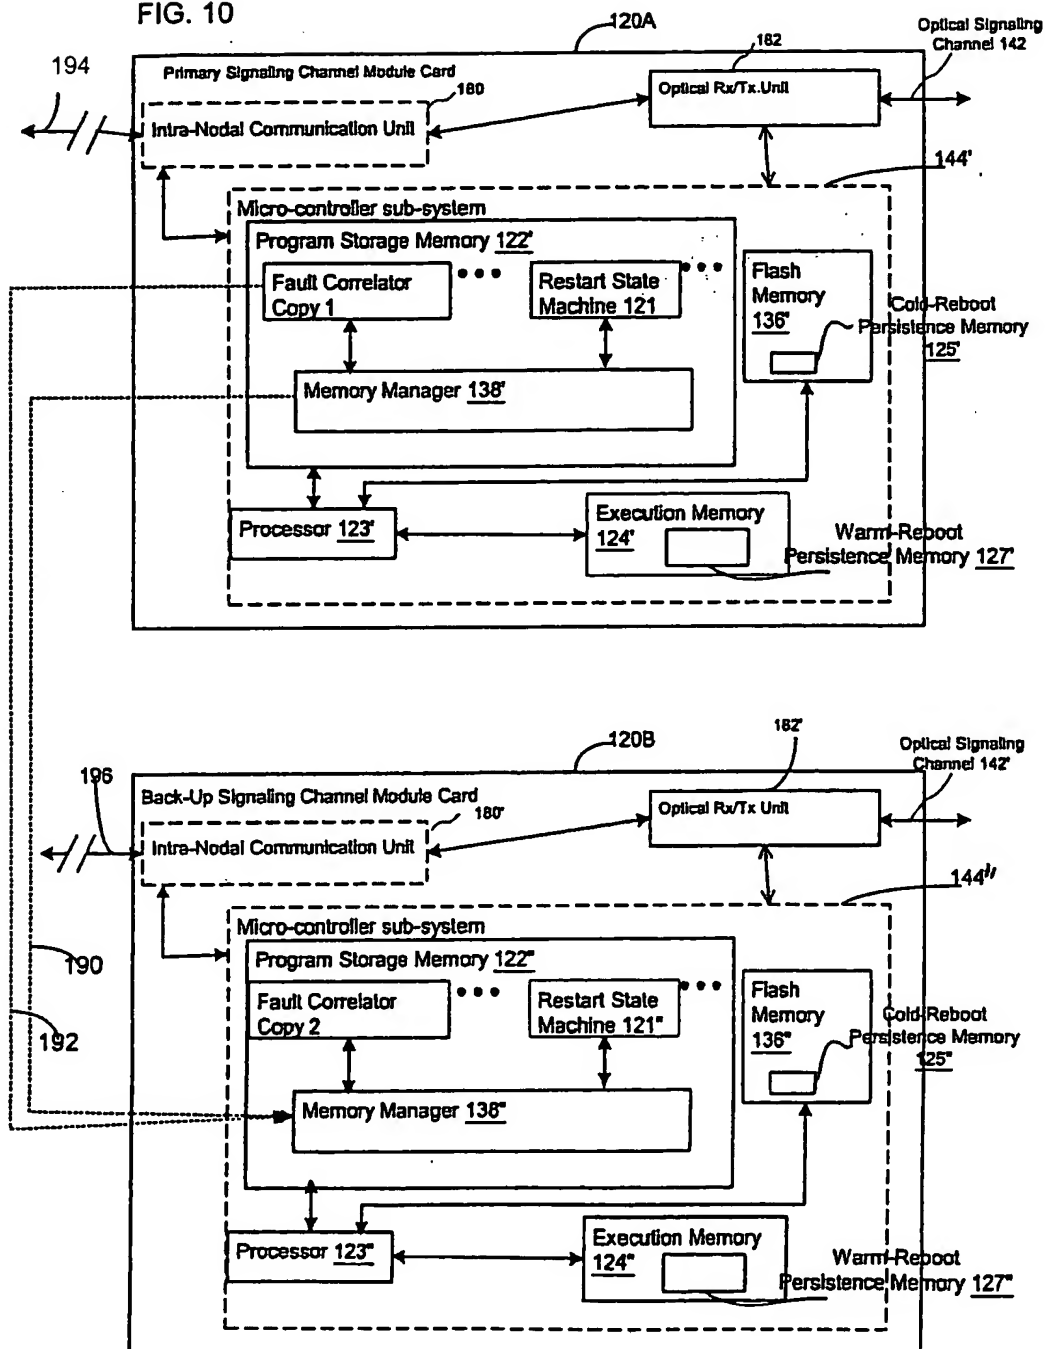 FIG. 10
120A
Optical Signaling
Channel 142
182
194
Primary Signaling Channel Module Card
180
Optical Rx/Tx.Unit
Intra-Nodal Communication Unit
144'
Micro-controller sub-system
Program Storage Memory 122'
Fault Correlator
Copy 1
Restart State
Machine 121
Flash
Memory
136'
Cold-Reboot
Persistence Memory
125'
Memory Manager 138'
Processor 123'
Execution Memory
124'
Warm-Reboot
Persistence Memory 127'
120B
182'
Optical Signaling
Channel 142'
196
Back-Up Signaling Channel Module Card
180'
Optical Rx/Tx Unit
Intra-Nodal Communication Unit
144''
Micro-controller sub-system
Program Storage Memory 122"
190
Fault Correlator
Copy 2
Restart State
Machine 121"
Flash
Memory
136"
Cold-Reboot
Persistence Memory
125"
192
Memory Manager 138"
Processor 123"
Execution Memory
124"
Warm-Reboot
Persistence Memory 127"